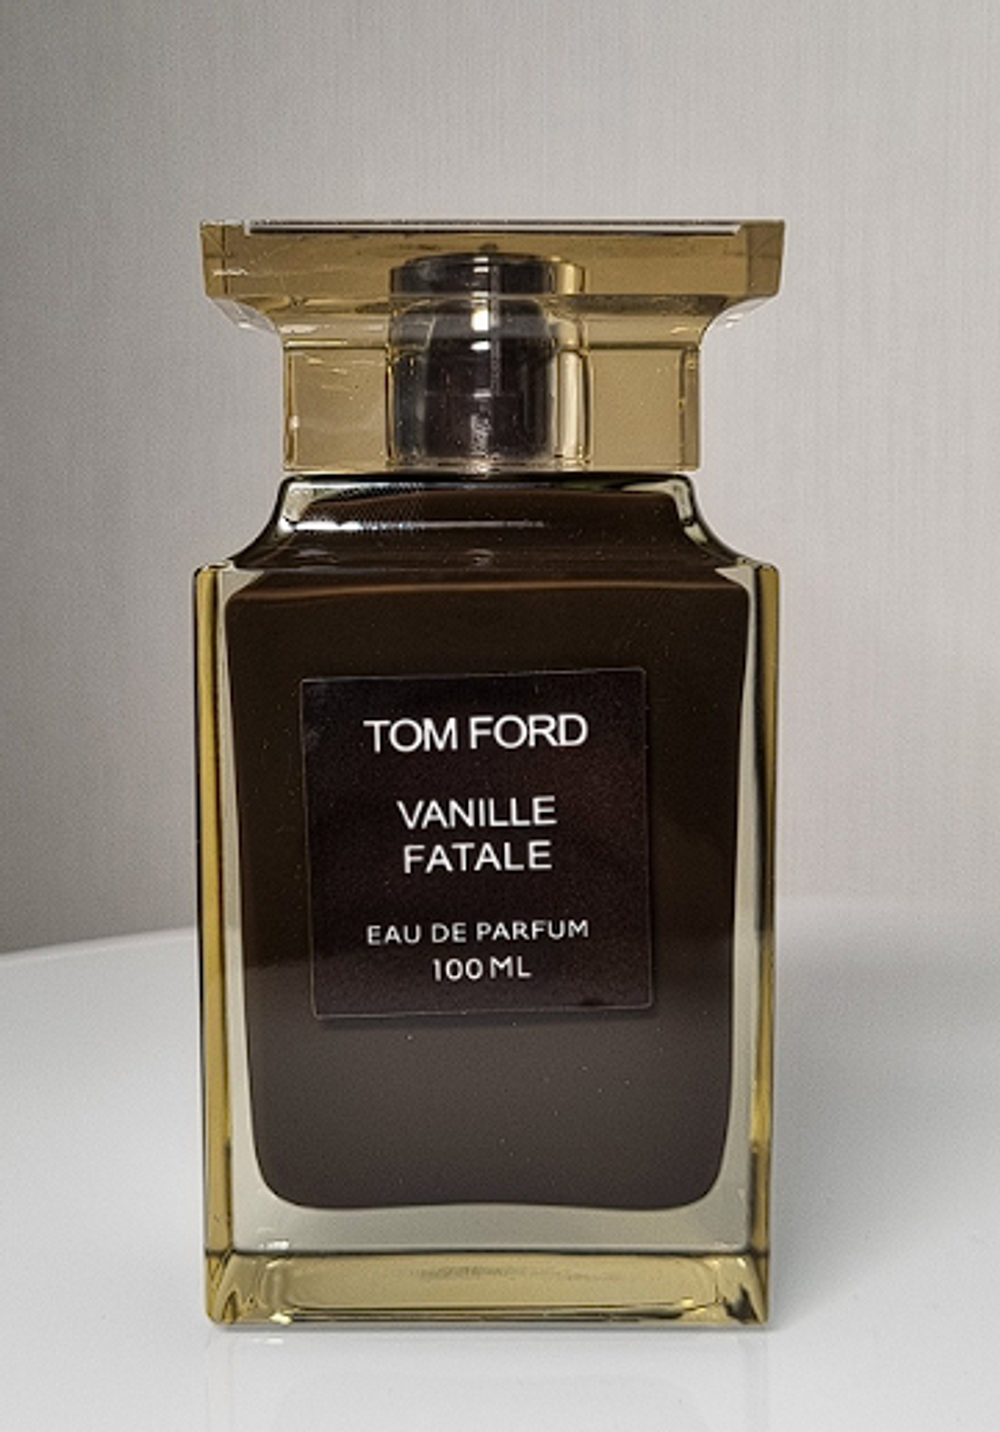 TOM FORD
VANILLE
FATALE
EAU DE PARFUM
100 ML